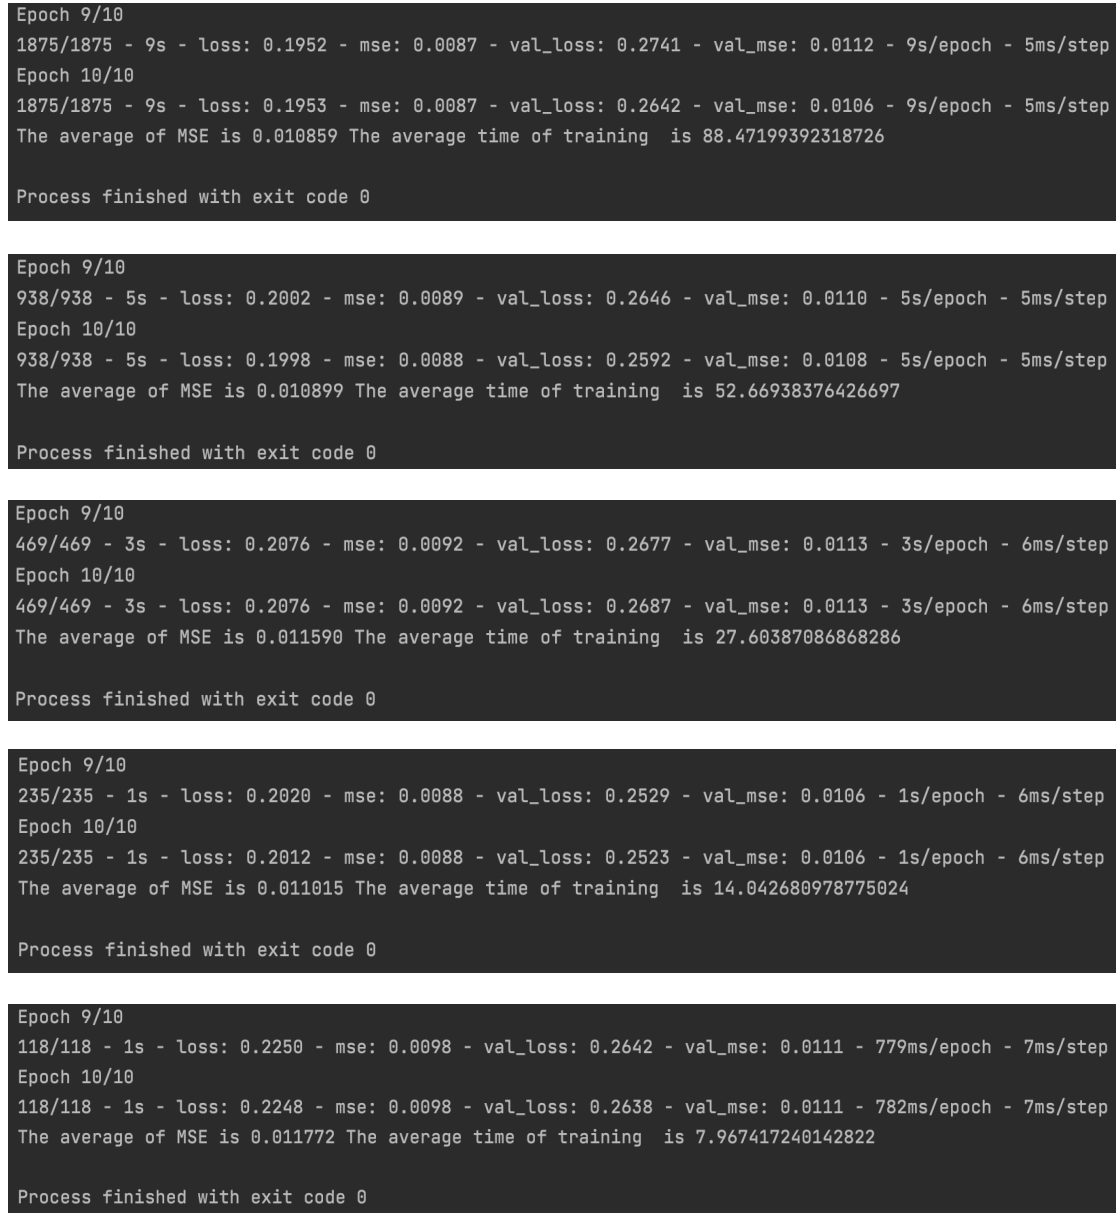 Epoch 9/10
1875/1875 - 9s - loss: 0.1952 - mse: 0.0087 - val_loss: 0.2741 - val_mse: 0.0112 - 9s/epoch - 5ms/step
Epoch 10/10
1875/1875 - 9s - loss: 0.1953 - mse: 0.0087 - val_loss: 0.2642 - val_mse: 0.0106 - 9s/epoch - 5ms/step
The average of MSE is 0.010859 The average time of training  is 88.47199392318726
Process finished with exit code 0
Epoch 9/10
938/938 - 5s - loss: 0.2002 - mse: 0.0089 - val_loss: 0.2646 - val_mse: 0.0110 - 5s/epoch - 5ms/step
Epoch 10/10
938/938 - 5s - loss: 0.1998 - mse: 0.0088 - val_loss: 0.2592 - val_mse: 0.0108 - 5s/epoch - 5ms/step
The average of MSE is 0.010899 The average time of training  is 52.66938376426697
Process finished with exit code 0
Epoch 9/10
469/469 - 3s - loss: 0.2076 - mse: 0.0092 - val_loss: 0.2677 - val_mse: 0.0113 - 3s/epoch - 6ms/step
Epoch 10/10
469/469 - 3s - loss: 0.2076 - mse: 0.0092 - val_loss: 0.2687 - val_mse: 0.0113 - 3s/epoch - 6ms/step
The average of MSE is 0.011590 The average time of training  is 27.60387086868286
Process finished with exit code 0
Epoch 9/10
235/235 - 1s - loss: 0.2020 - mse: 0.0088 - val_loss: 0.2529 - val_mse: 0.0106 - 1s/epoch - 6ms/step
Epoch 10/10
235/235 - 1s - loss: 0.2012 - mse: 0.0088 - val_loss: 0.2523 - val_mse: 0.0106 - 1s/epoch - 6ms/step
The average of MSE is 0.011015 The average time of training  is 14.042680978775024
Process finished with exit code 0
Epoch 9/10
118/118 - 1s - loss: 0.2250 - mse: 0.0098 - val_loss: 0.2642 - val_mse: 0.0111 - 779ms/epoch - 7ms/step
Epoch 10/10
118/118 - 1s - loss: 0.2248 - mse: 0.0098 - val_loss: 0.2638 - val_mse: 0.0111 - 782ms/epoch - 7ms/step
The average of MSE is 0.011772 The average time of training  is 7.967417240142822
Process finished with exit code 0